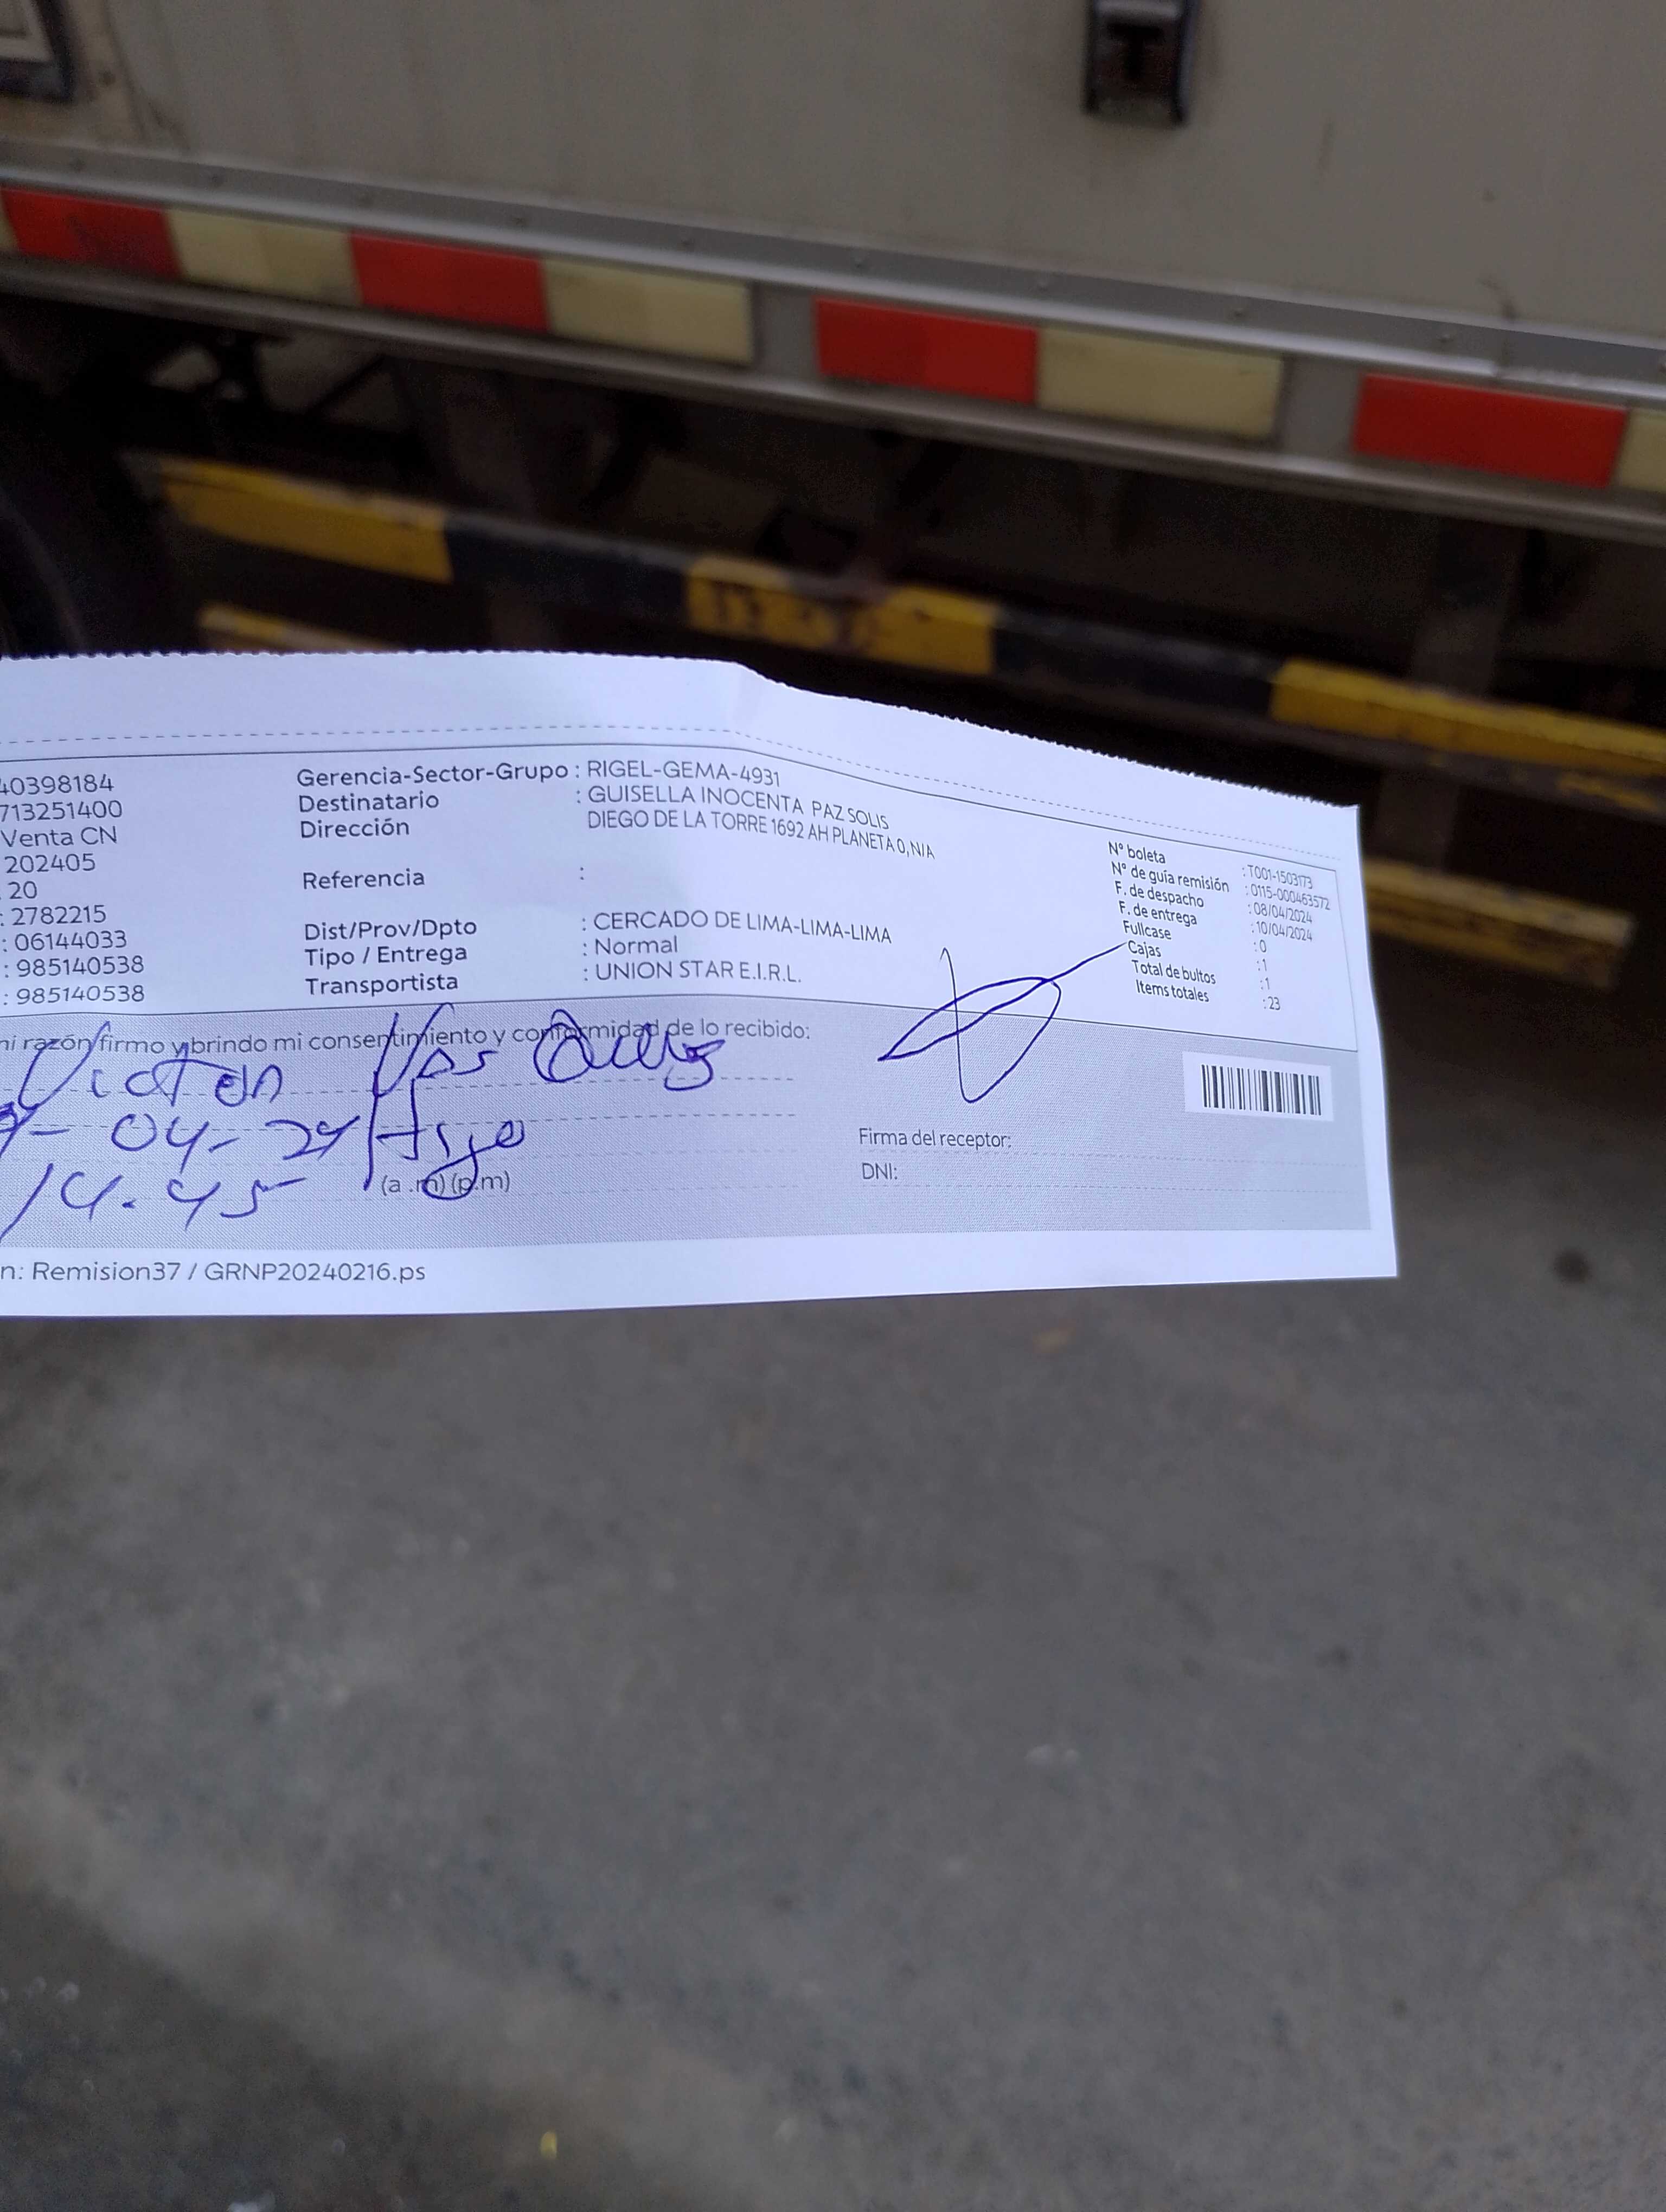 40398184
713251400
Venta CN
202405
20
: 2782215
: 06144033
: 985140538
: 985140538
Gerencia-Sector-Grupo : RIGEL-GEMA-4931
Destinatario : GUISELLA INOCENTA PAZ SOLIS
Dirección DIEGO DE LA TORRE 1692 AH PLANETA 0, N/A
Referencia :
Dist/Prov/Dpto : CERCADO DE LIMA-LIMA-LIMA
Tipo / Entrega : Normal
Transportista : UNION STAR E.I.R.L.
N° boleta : T001-1503173
N° de guía remisión : 0115-000463572
F. de despacho : 08/04/2024
F. de entrega : 10/04/2024
Fullcase : 0
Cajas : 1
Total de bultos : 1
Items totales : 23
mi razón firmo y brindo mi consentimiento y conformidad de lo recibido:
Victor
- 04-24 / Hijo
14.45 (a .m) (p.m)
Firma del receptor:
DNI:
n: Remision37 / GRNP20240216.ps